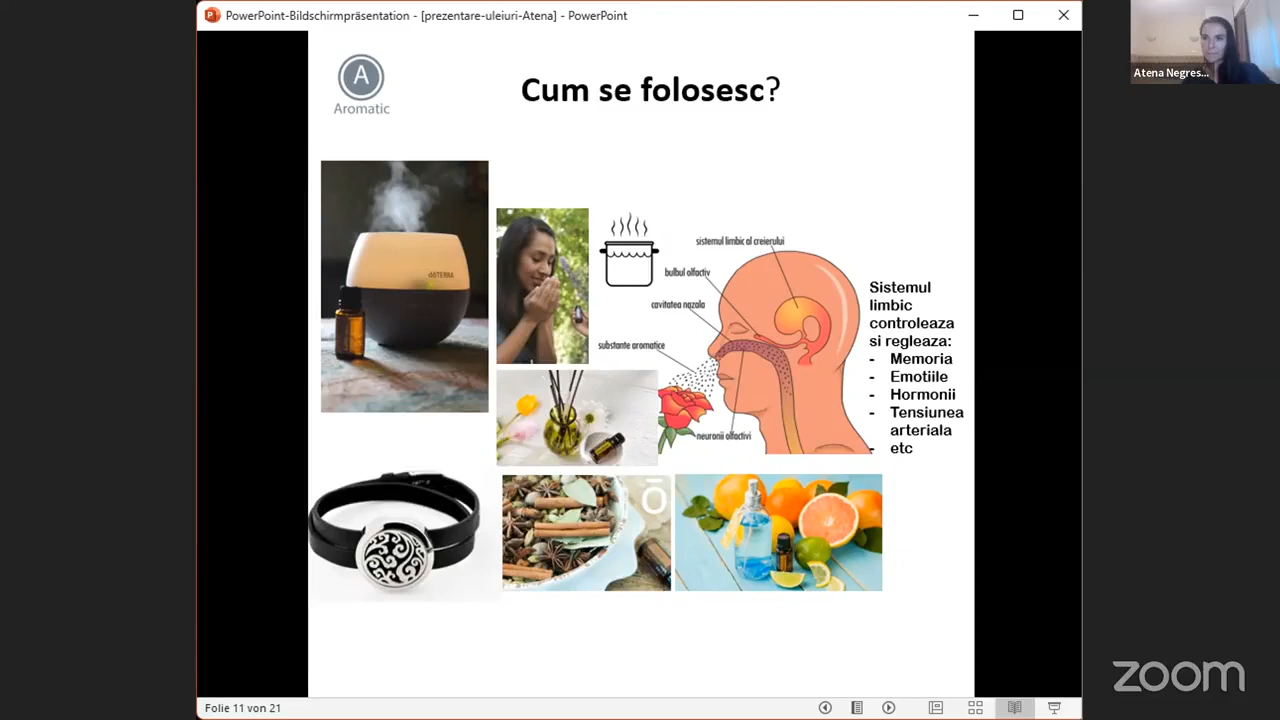 PowerPoint-Bildschirmpräsentation - [prezentare-uleiuri-Atena] - PowerPoint
Atena Negres...
A
Aromatic
Cum se folosesc?
dōTERRA
sistemul limbic al creierului
bulbul olfactiv
cavitatea nazala
substante aromatice
neuronii olfactivi
Sistemul
limbic
controleaza
si regleaza:
- Memoria
- Emotiile
- Hormonii
- Tensiunea
arteriala
- etc
ō
zoom
Folie 11 von 21